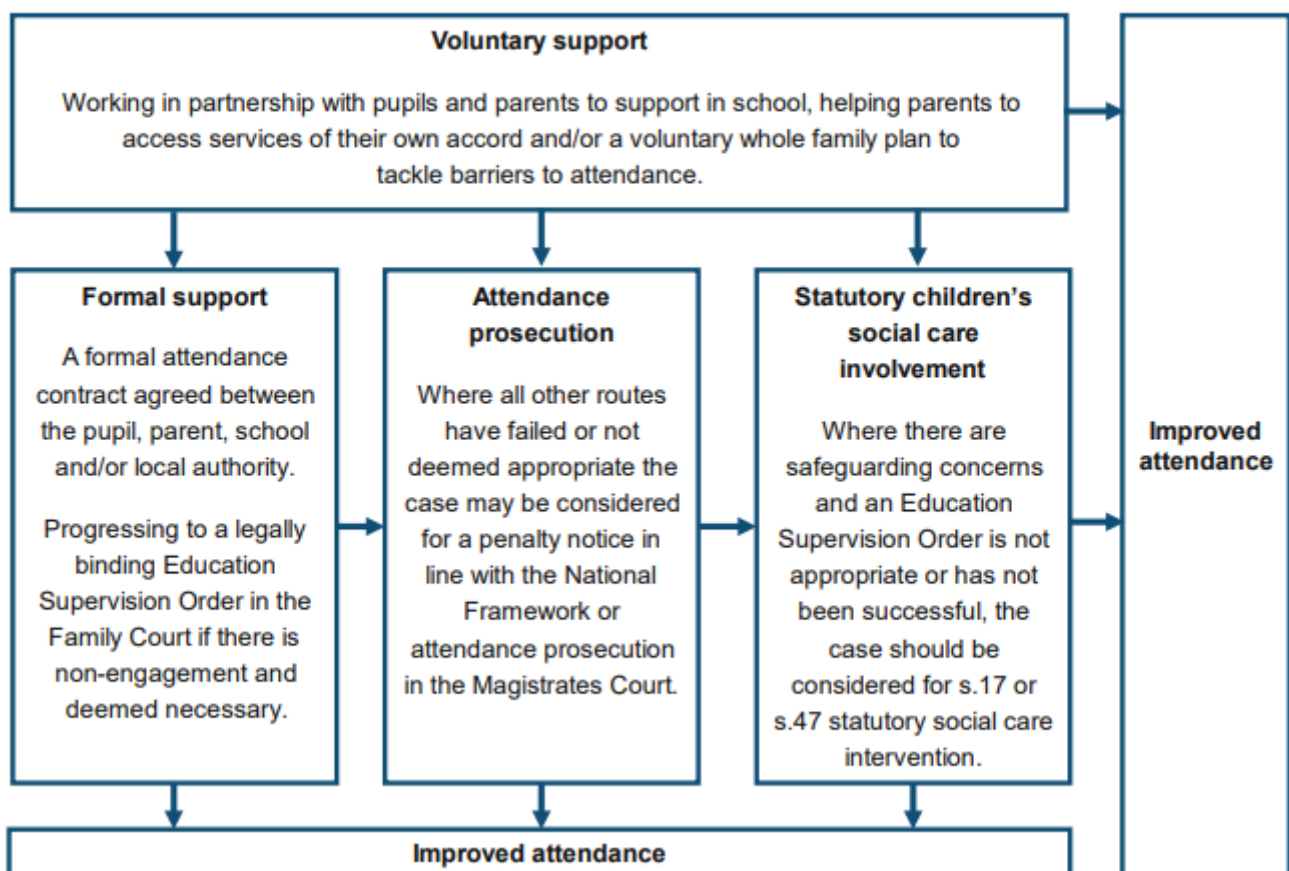 Voluntary support
Working in partnership with pupils and parents to support in school, helping parents to
access services of their own accord and/or a voluntary whole family plan to
tackle barriers to attendance.
Formal support
A formal attendance
contract agreed between
the pupil, parent, school
and/or local authority.
Progressing to a legally
binding Education
Supervision Order in the
Family Court if there is
non-engagement and
deemed necessary.
Attendance
prosecution
Where all other routes
have failed or not
deemed appropriate the
case may be considered
for a penalty notice in
line with the National
Framework or
attendance prosecution
in the Magistrates Court.
Statutory children’s
social care
involvement
Where there are
safeguarding concerns
and an Education
Supervision Order is not
appropriate or has not
been successful, the
case should be
considered for s.17 or
s.47 statutory social care
intervention.
Improved
attendance
Improved attendance